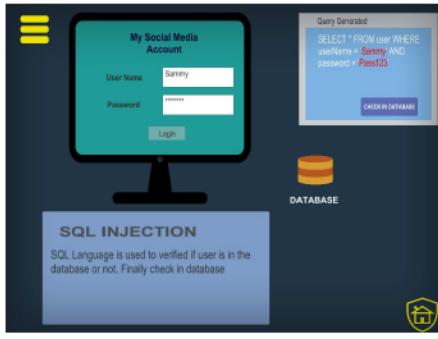 My Social Media
Account
User Name
Sammy
Password
*******
Login
Query Generated
SELECT * FROM user WHERE
userName = Sammy AND
password = Pass123
CHECK IN DATABASE
DATABASE
SQL INJECTION
SQL Language is used to verified if user is in the
database or not. Finally check in database